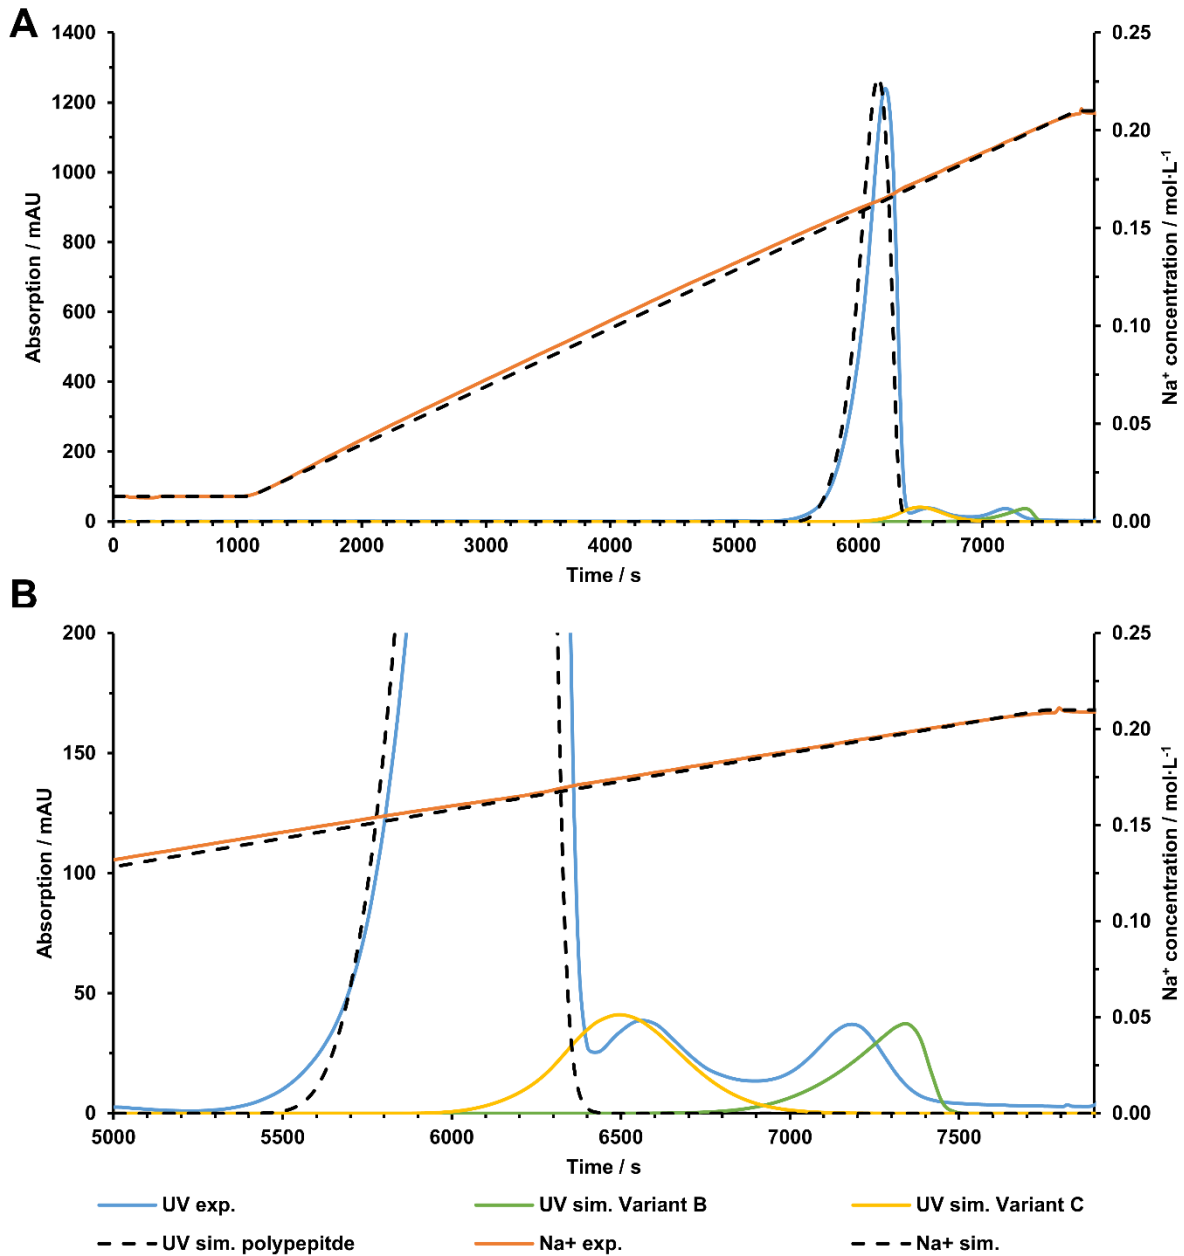 A
1400
1200
1000
800
600
400
200
0
Absorption / mAU
0.25
0.20
0.15
0.10
0.05
0.00
Na⁺ concentration / mol·L⁻¹
0 1000 2000 3000 4000 5000 6000 7000
Time / s
B
200
150
100
50
0
Absorption / mAU
0.25
0.20
0.15
0.10
0.05
0.00
Na⁺ concentration / mol·L⁻¹
5000 5500 6000 6500 7000 7500
Time / s
UV exp. UV sim. Variant B UV sim. Variant C
UV sim. polypepitde Na+ exp. Na+ sim.